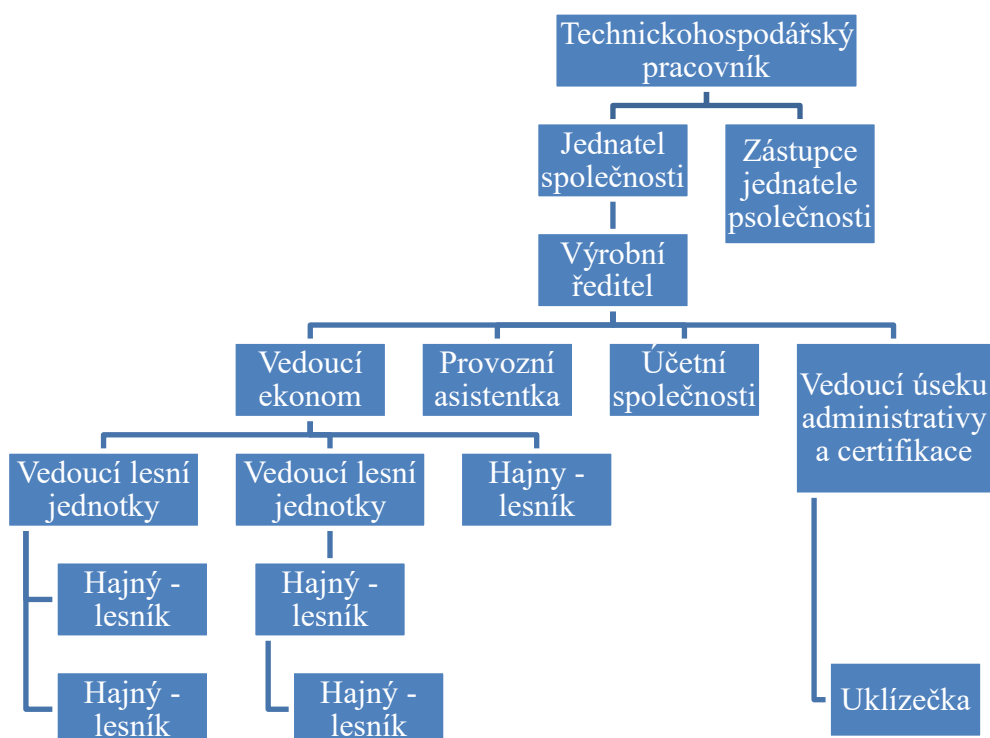 Technickohospodářský
pracovník
Jednatel
společnosti
Zástupce
jednatele
psolečnosti
Výrobní
ředitel
Vedoucí
ekonom
Provozní
asistentka
Účetní
společnosti
Vedoucí úseku
administrativy
a certifikace
Vedoucí lesní
jednotky
Vedoucí lesní
jednotky
Hajny -
lesník
Hajný -
lesník
Hajný -
lesník
Hajný -
lesník
Hajný -
lesník
Uklízečka